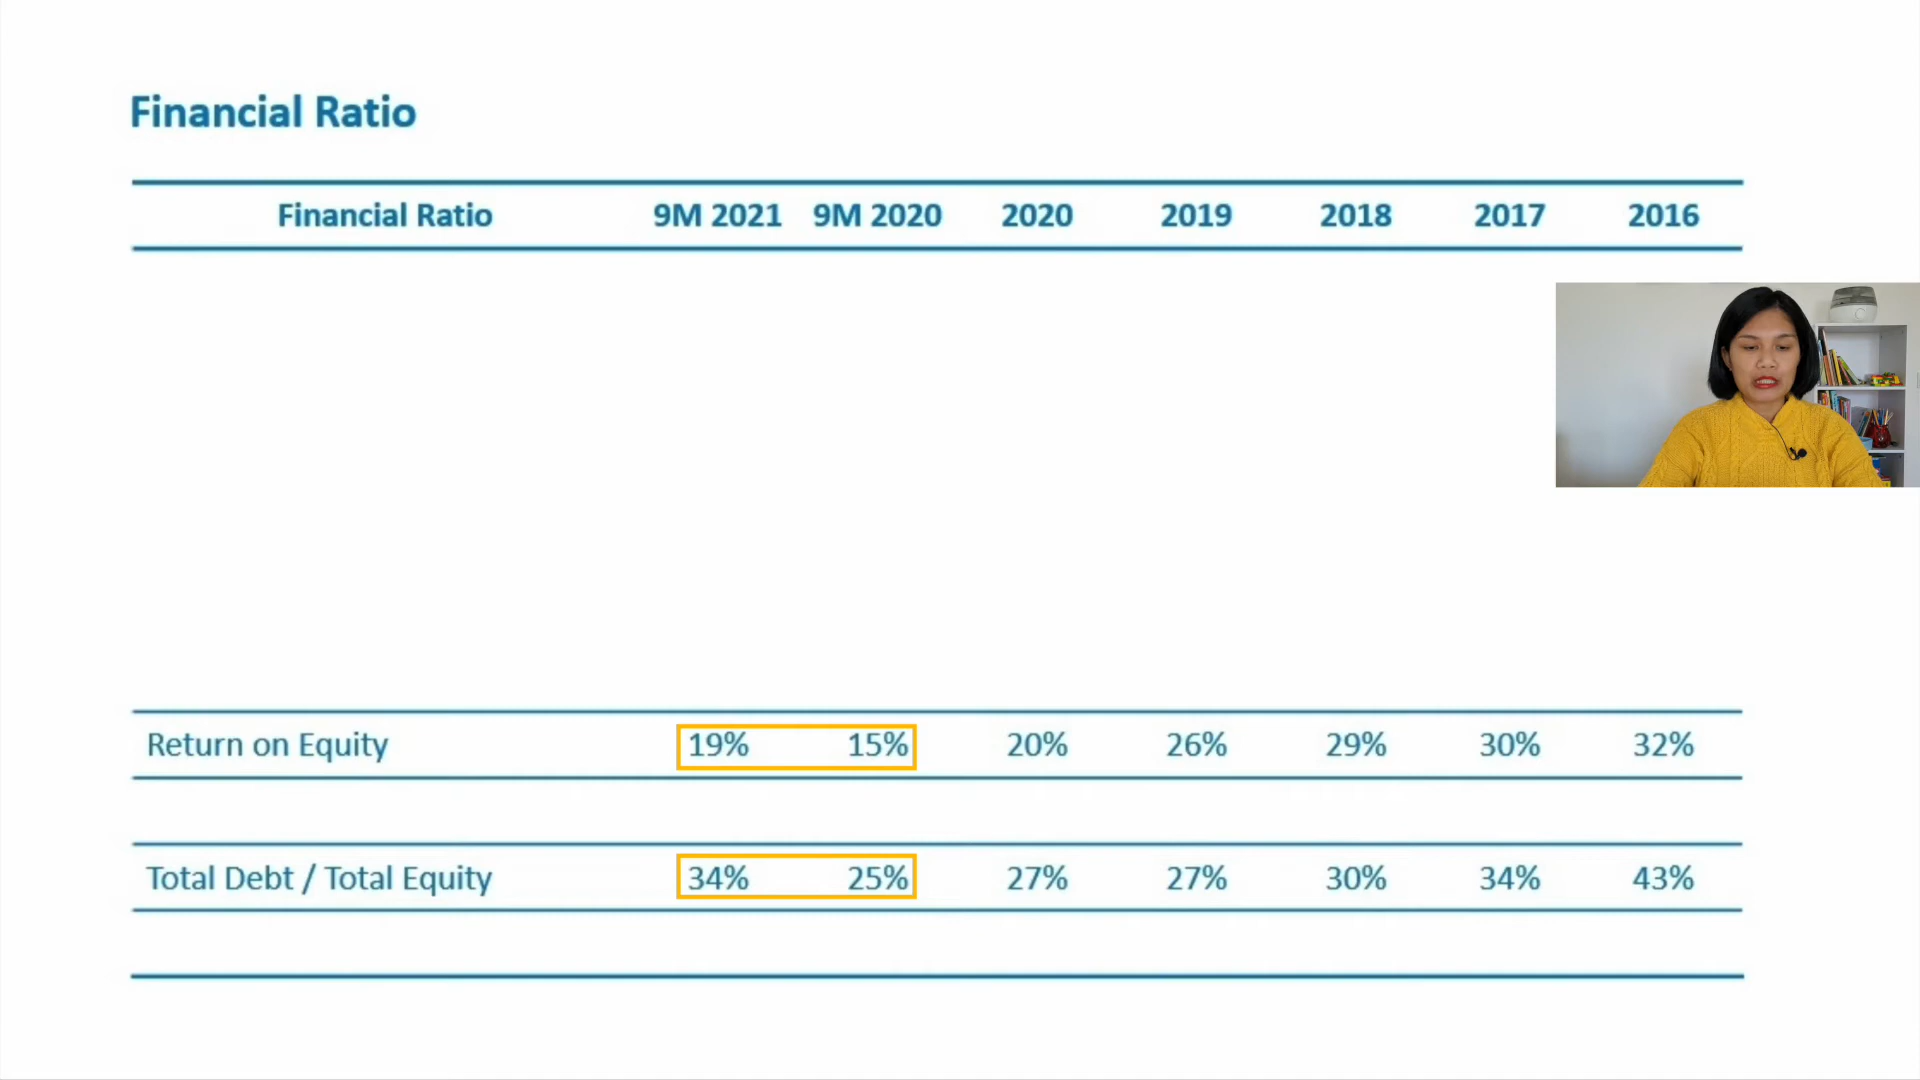 Financial Ratio
Financial Ratio 9M 2021 9M 2020 2020 2019 2018 2017 2016
Return on Equity 19% 15% 20% 26% 29% 30% 32%
Total Debt / Total Equity 34% 25% 27% 27% 30% 34% 43%